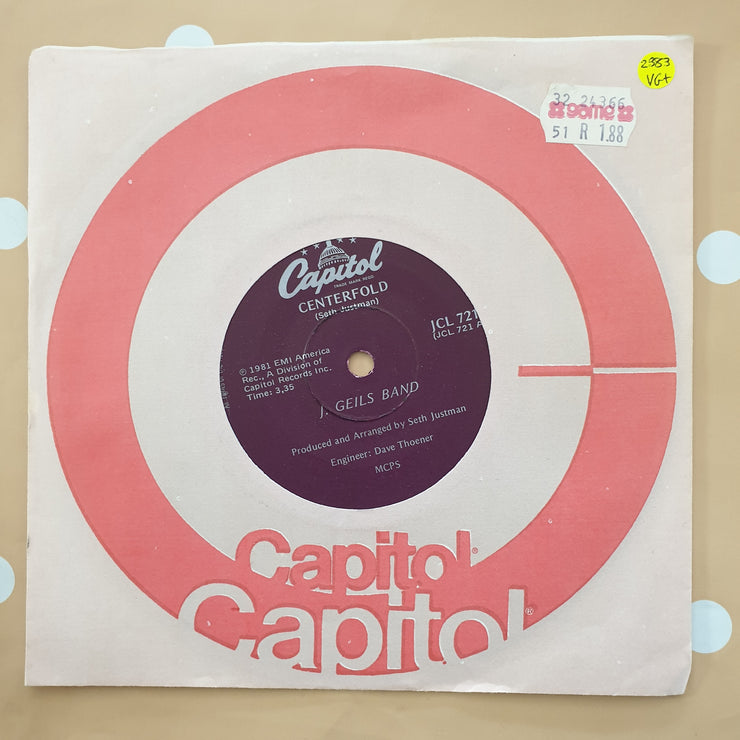 2383
VG+
32 24366
game
51 R 1.88
Capitol
TRADE MARK REGD.
CENTERFOLD
(Seth Justman)
JCL 721
(JCL 721 A
℗ 1981 EMI America
Rec., A Division of
Capitol Records Inc.
Time: 3,35
J. GEILS BAND
Produced and Arranged by Seth Justman
Engineer: Dave Thoener
MCPS
Capitol®
Capitol®